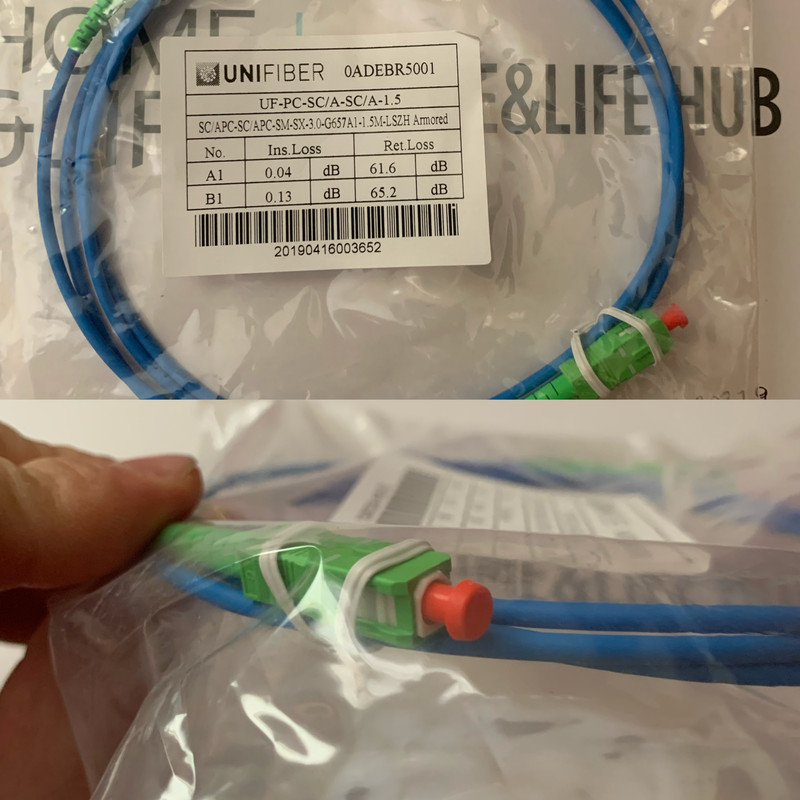 HOME
E&LIFE HUB
UNIFIBER 0ADEBR5001
UF-PC-SC/A-SC/A-1.5
SC/APC-SC/APC-SM-SX-3.0-G657A1-1.5M-LSZH Armored
No. Ins.Loss Ret.Loss
A1 0.04 dB 61.6 dB
B1 0.13 dB 65.2 dB
20190416003652